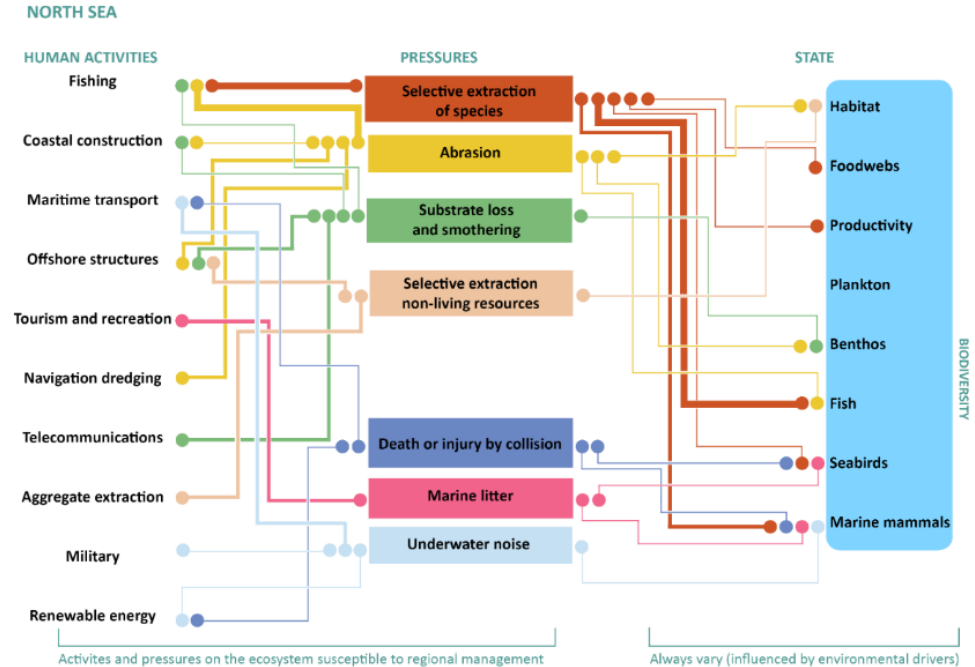 NORTH SEA
HUMAN ACTIVITIES
PRESSURES
STATE
Fishing
Coastal construction
Maritime transport
Offshore structures
Tourism and recreation
Navigation dredging
Telecommunications
Aggregate extraction
Military
Renewable energy
Selective extraction
of species
Abrasion
Substrate loss
and smothering
Selective extraction
non-living resources
Death or injury by collision
Marine litter
Underwater noise
Habitat
Foodwebs
Productivity
Plankton
Benthos
Fish
Seabirds
Marine mammals
BIODIVERSITY
Activites and pressures on the ecosystem susceptible to regional management
Always vary (influenced by environmental drivers)